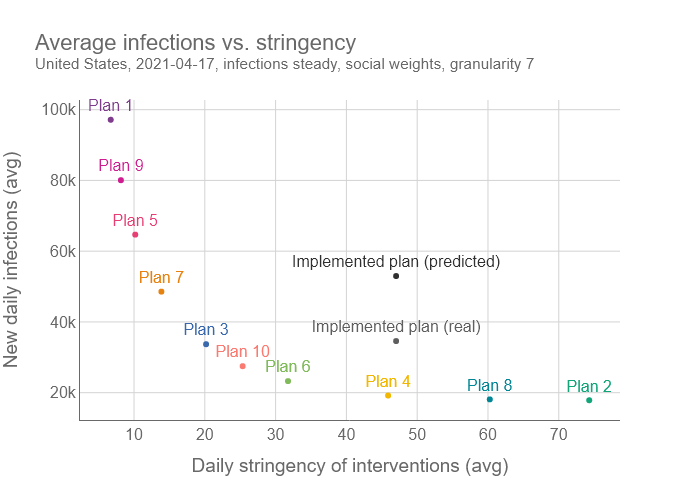 Average infections vs. stringency
United States, 2021-04-17, infections steady, social weights, granularity 7
100k
Plan 1
Plan 9
80k
Plan 5
60k
Implemented plan (predicted)
Plan 7
40k
Implemented plan (real)
Plan 3
Plan 10
Plan 6
20k
Plan 4
Plan 8
Plan 2
10
20
30
40
50
60
70
New daily infections (avg)
Daily stringency of interventions (avg)